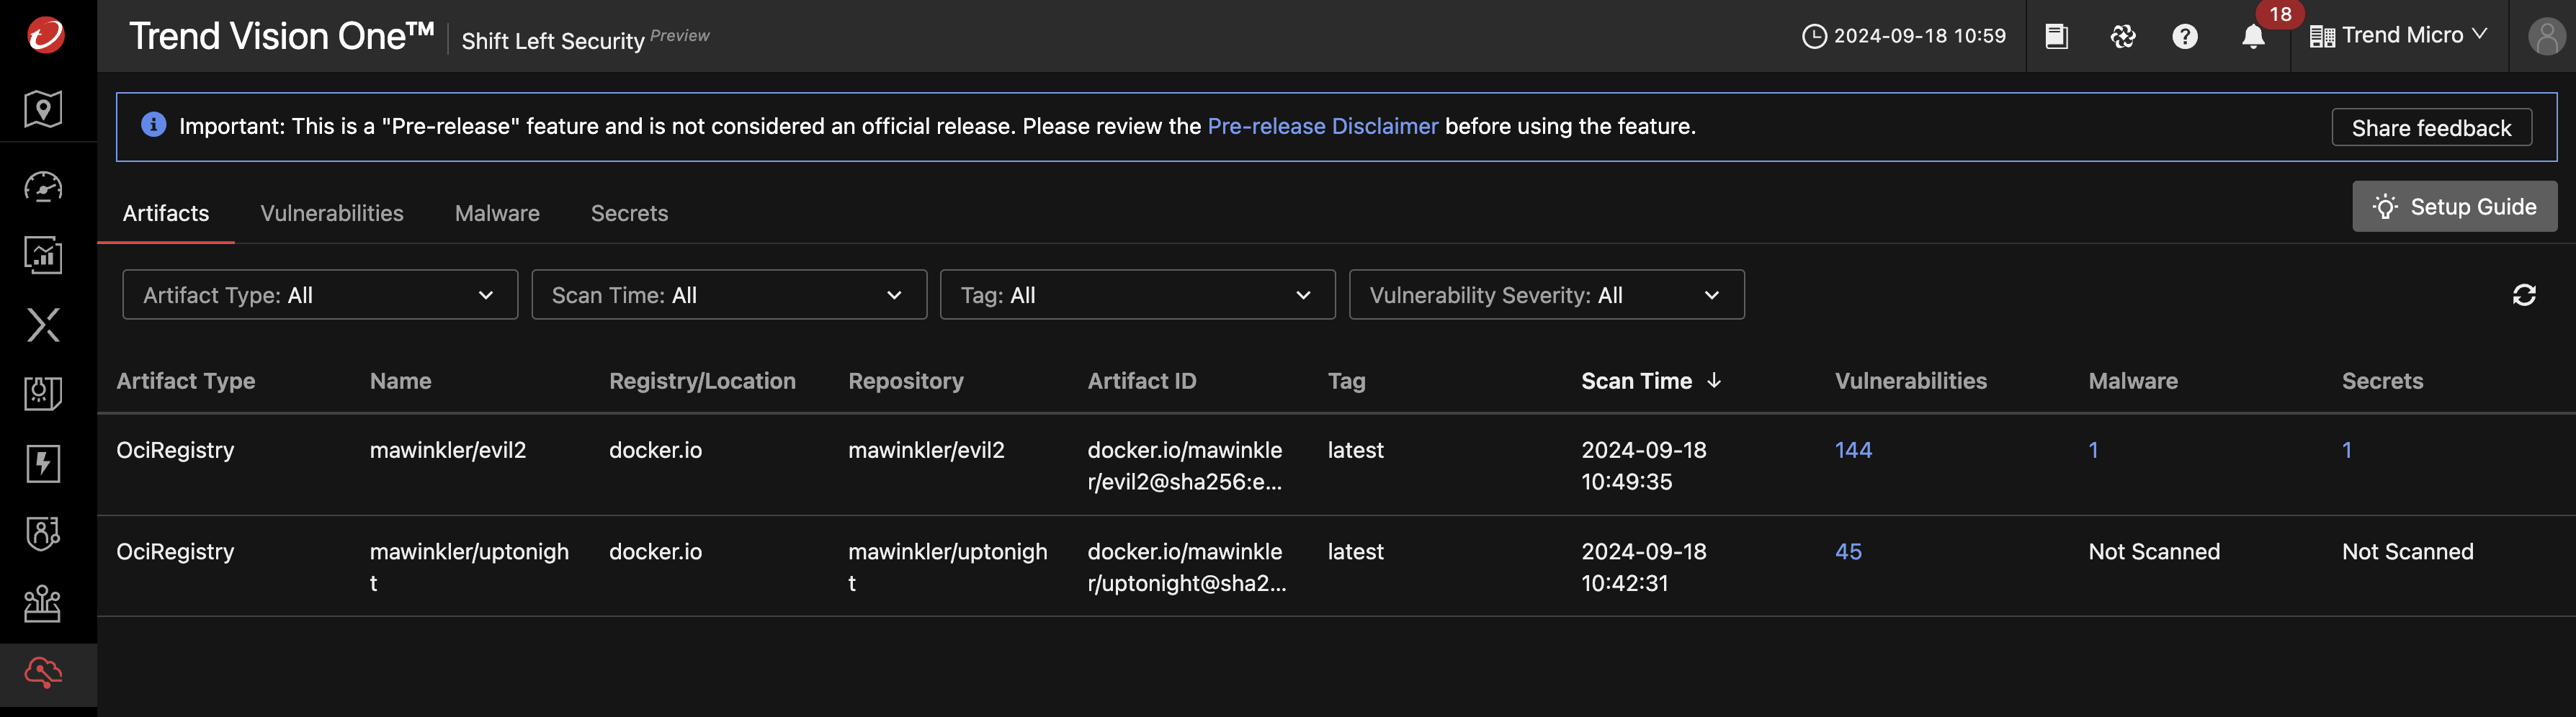 Trend Vision One™ Shift Left Security Preview 2024-09-18 10:59 18 Trend Micro
Important: This is a "Pre-release" feature and is not considered an official release. Please review the Pre-release Disclaimer before using the feature. Share feedback
Artifacts Vulnerabilities Malware Secrets Setup Guide
Artifact Type: All Scan Time: All Tag: All Vulnerability Severity: All
Artifact Type Name Registry/Location Repository Artifact ID Tag Scan Time Vulnerabilities Malware Secrets
OciRegistry mawinkler/evil2 docker.io mawinkler/evil2 docker.io/mawinkle latest 2024-09-18 144 1 1
r/evil2@sha256:e... 10:49:35
OciRegistry mawinkler/uptonigh docker.io mawinkler/uptonigh docker.io/mawinkle latest 2024-09-18 45 Not Scanned Not Scanned
t t r/uptonight@sha2... 10:42:31